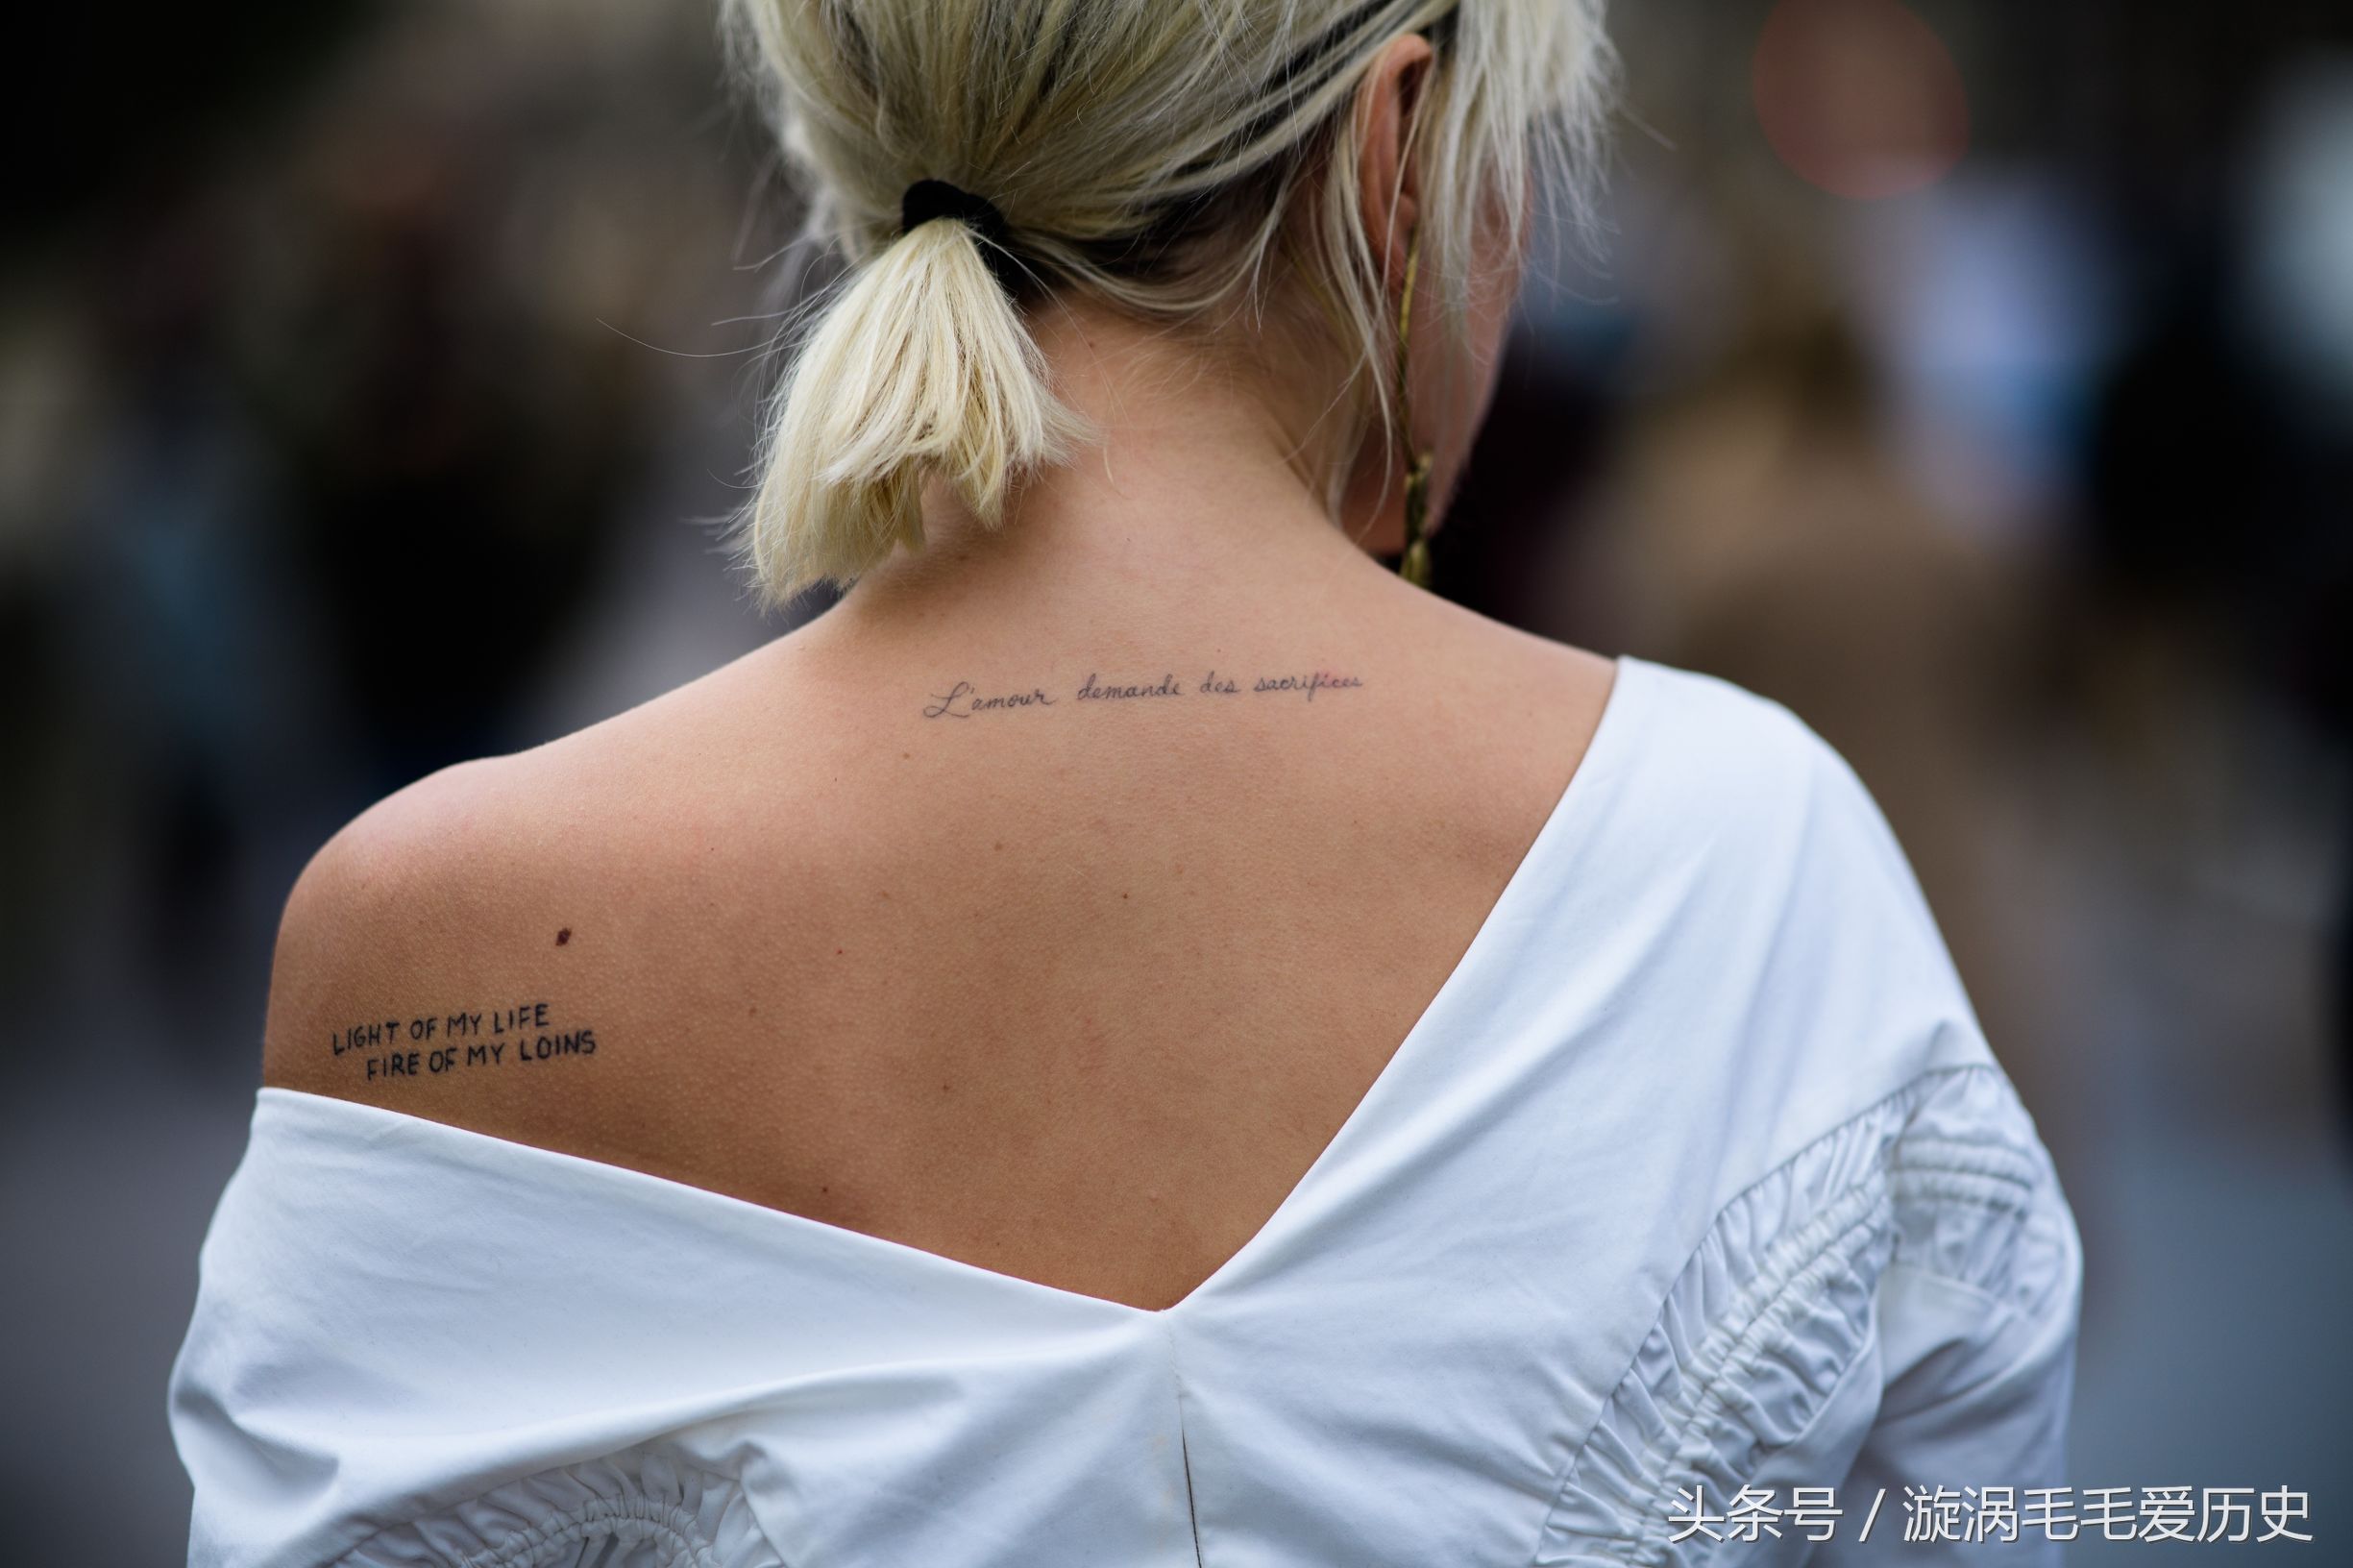 L'amour demande des sacrifices
LIGHT OF MY LIFE
FIRE OF MY LOINS
头条号 / 漩涡毛毛爱历史